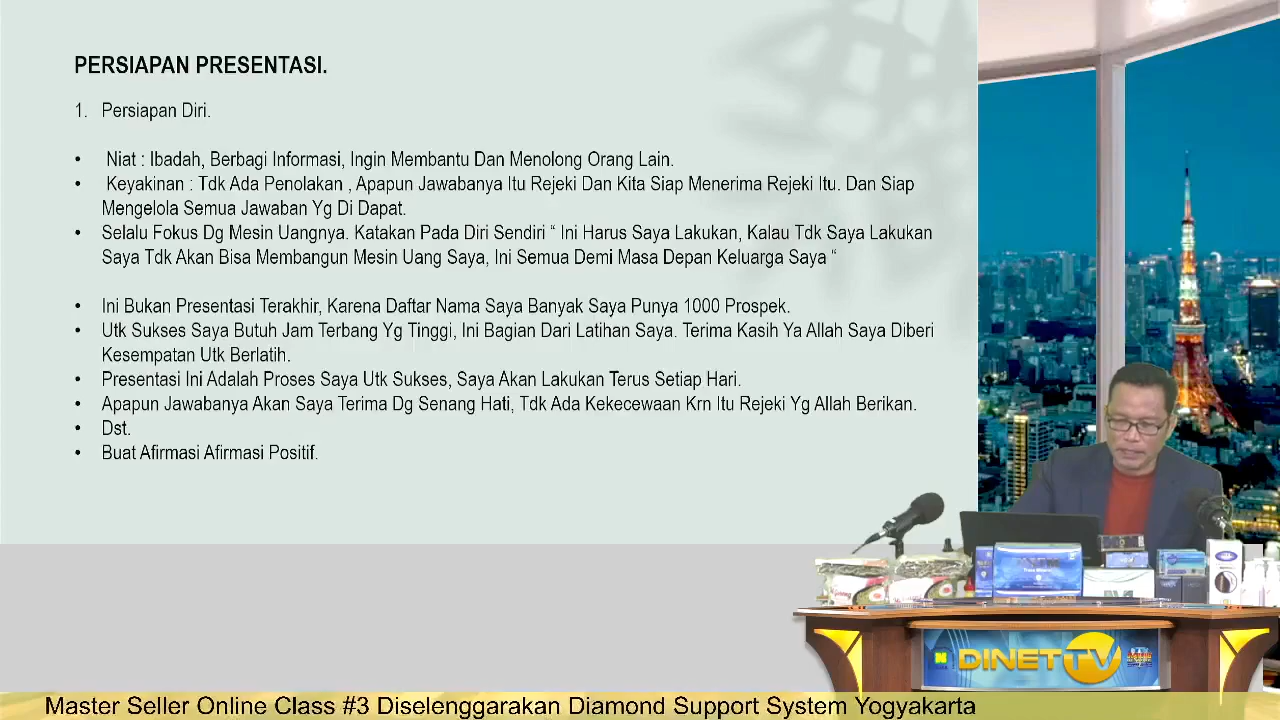 PERSIAPAN PRESENTASI.
1. Persiapan Diri.
• Niat : Ibadah, Berbagi Informasi, Ingin Membantu Dan Menolong Orang Lain.
• Keyakinan : Tdk Ada Penolakan , Apapun Jawabanya Itu Rejeki Dan Kita Siap Menerima Rejeki Itu. Dan Siap
Mengelola Semua Jawaban Yg Di Dapat.
• Selalu Fokus Dg Mesin Uangnya. Katakan Pada Diri Sendiri “ Ini Harus Saya Lakukan, Kalau Tdk Saya Lakukan
Saya Tdk Akan Bisa Membangun Mesin Uang Saya, Ini Semua Demi Masa Depan Keluarga Saya “
• Ini Bukan Presentasi Terakhir, Karena Daftar Nama Saya Banyak Saya Punya 1000 Prospek.
• Utk Sukses Saya Butuh Jam Terbang Yg Tinggi, Ini Bagian Dari Latihan Saya. Terima Kasih Ya Allah Saya Diberi
Kesempatan Utk Berlatih.
• Presentasi Ini Adalah Proses Saya Utk Sukses, Saya Akan Lakukan Terus Setiap Hari.
• Apapun Jawabanya Akan Saya Terima Dg Senang Hati, Tdk Ada Kekecewaan Krn Itu Rejeki Yg Allah Berikan.
• Dst.
• Buat Afirmasi Afirmasi Positif.
DINET TV
Master Seller Online Class #3 Diselenggarakan Diamond Support System Yogyakarta